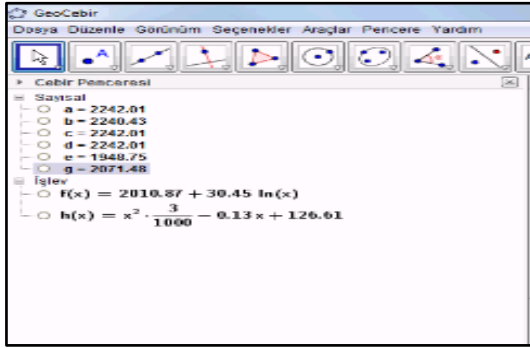 GeoCebir
Dosya Düzenle Görünüm Seçenekler Araçlar Pencere Yardım
A
Cebir Penceresi
Sayısal
a = 2242.01
b = 2240.43
c = 2242.01
d = 2242.01
e = 1948.75
g = 2071.48
İşlev
f(x) = 2010.87 + 30.45 ln(x)
h(x) = x² · 3/1000 − 0.13 x + 126.61